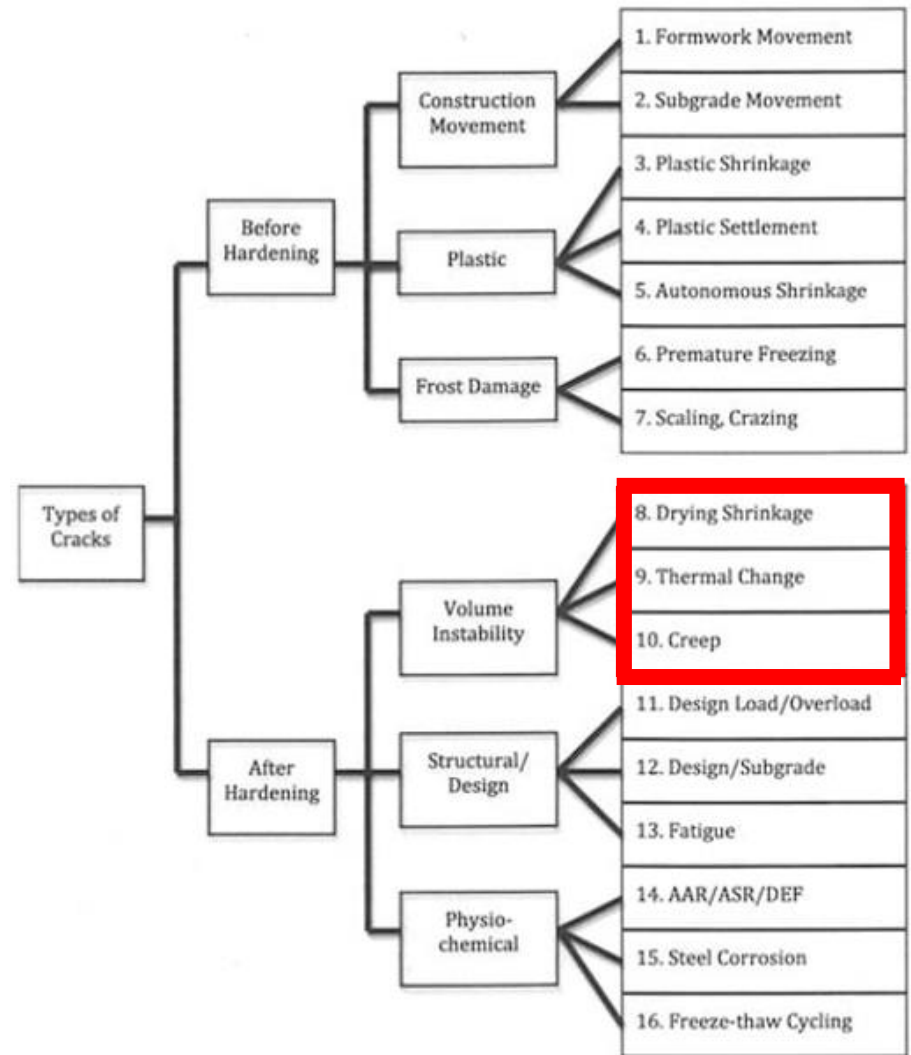 Types of
Cracks
Before
Hardening
Construction
Movement
1. Formwork Movement
2. Subgrade Movement
Plastic
3. Plastic Shrinkage
4. Plastic Settlement
5. Autonomous Shrinkage
Frost Damage
6. Premature Freezing
7. Scaling, Crazing
After
Hardening
Volume
Instability
8. Drying Shrinkage
9. Thermal Change
10. Creep
Structural/
Design
11. Design Load/Overload
12. Design/Subgrade
13. Fatigue
Physio-
chemical
14. AAR/ASR/DEF
15. Steel Corrosion
16. Freeze-thaw Cycling